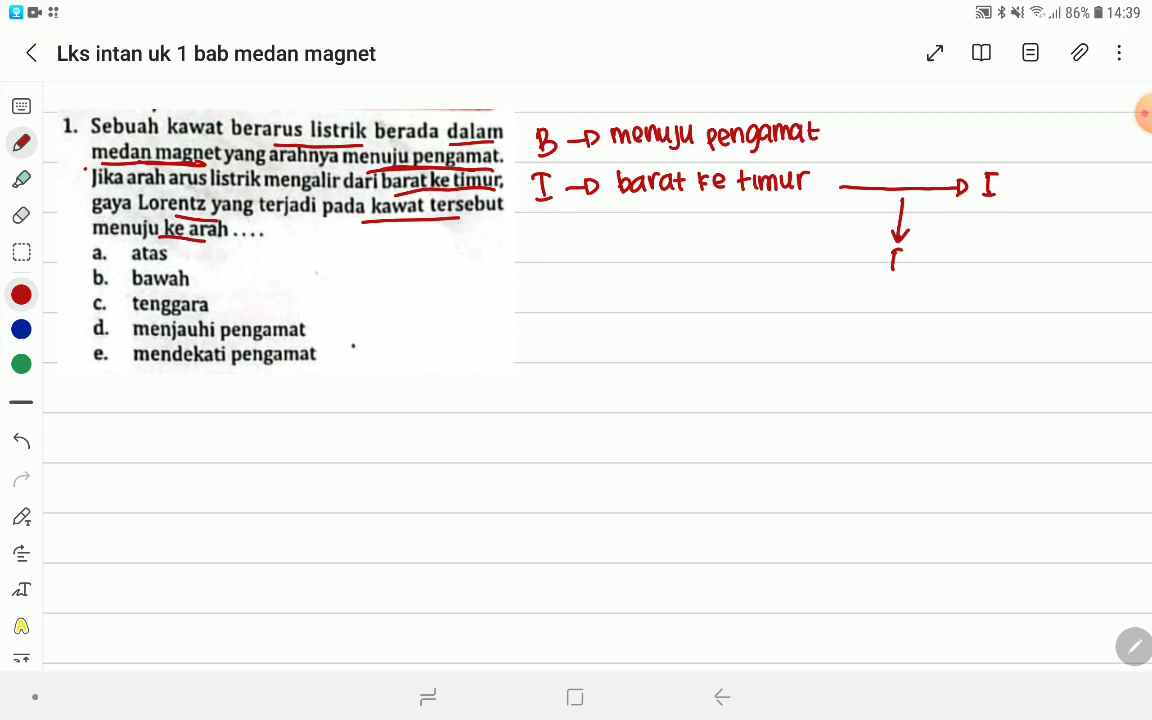 86% 14:39
Lks intan uk 1 bab medan magnet
1. Sebuah kawat berarus listrik berada dalam
medan magnet yang arahnya menuju pengamat.
Jika arah arus listrik mengalir dari barat ke timur,
gaya Lorentz yang terjadi pada kawat tersebut
menuju ke arah ....
a. atas
b. bawah
c. tenggara
d. menjauhi pengamat
e. mendekati pengamat
B → menuju pengamat
I → barat ke timur
I